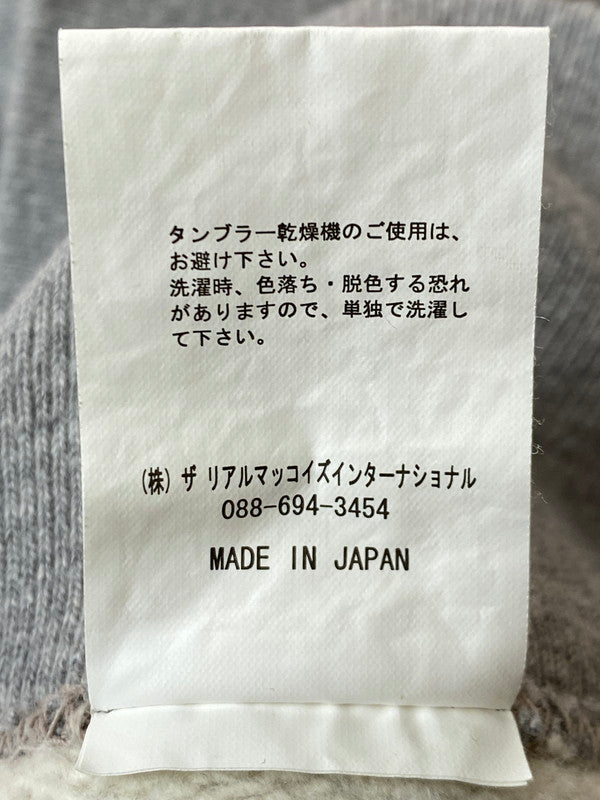 タンブラー乾燥機のご使用は、
お避け下さい。
洗濯時、色落ち・脱色する恐れ
がありますので、単独で洗濯し
て下さい。
(株) ザ リアルマッコイズインターナショナル
088-694-3454
MADE IN JAPAN